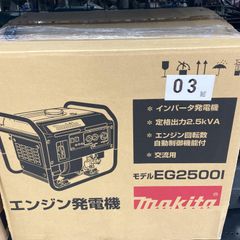 03
インバータ発電機
定格出力2.5kVA
エンジン回転数
自動制御機能付
交流用
モデルEG2500I
エンジン発電機
makita